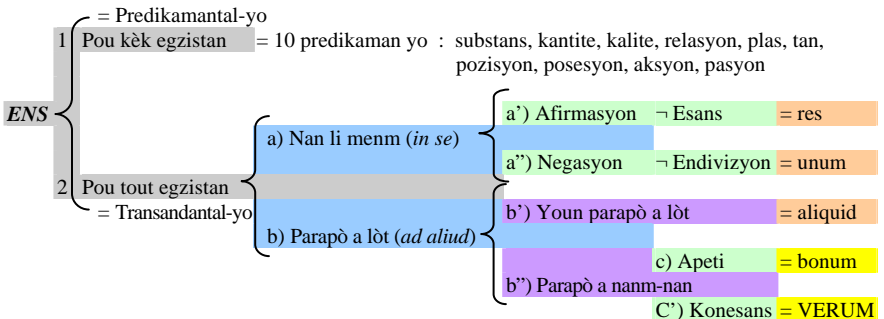 = Predikamantal-yo
1 Pou kèk egzistan = 10 predikaman yo : substans, kantite, kalite, relasyon, plas, tan,
pozisyon, posesyon, aksyon, pasyon
ENS
a’) Afirmasyon ¬ Esans = res
a) Nan li menm (in se)
a”) Negasyon ¬ Endivizyon = unum
2 Pou tout egzistan
= Transandantal-yo
b’) Youn parapò a lòt = aliquid
b) Parapò a lòt (ad aliud)
c) Apeti = bonum
b”) Parapò a nanm-nan
C’) Konesans = VERUM